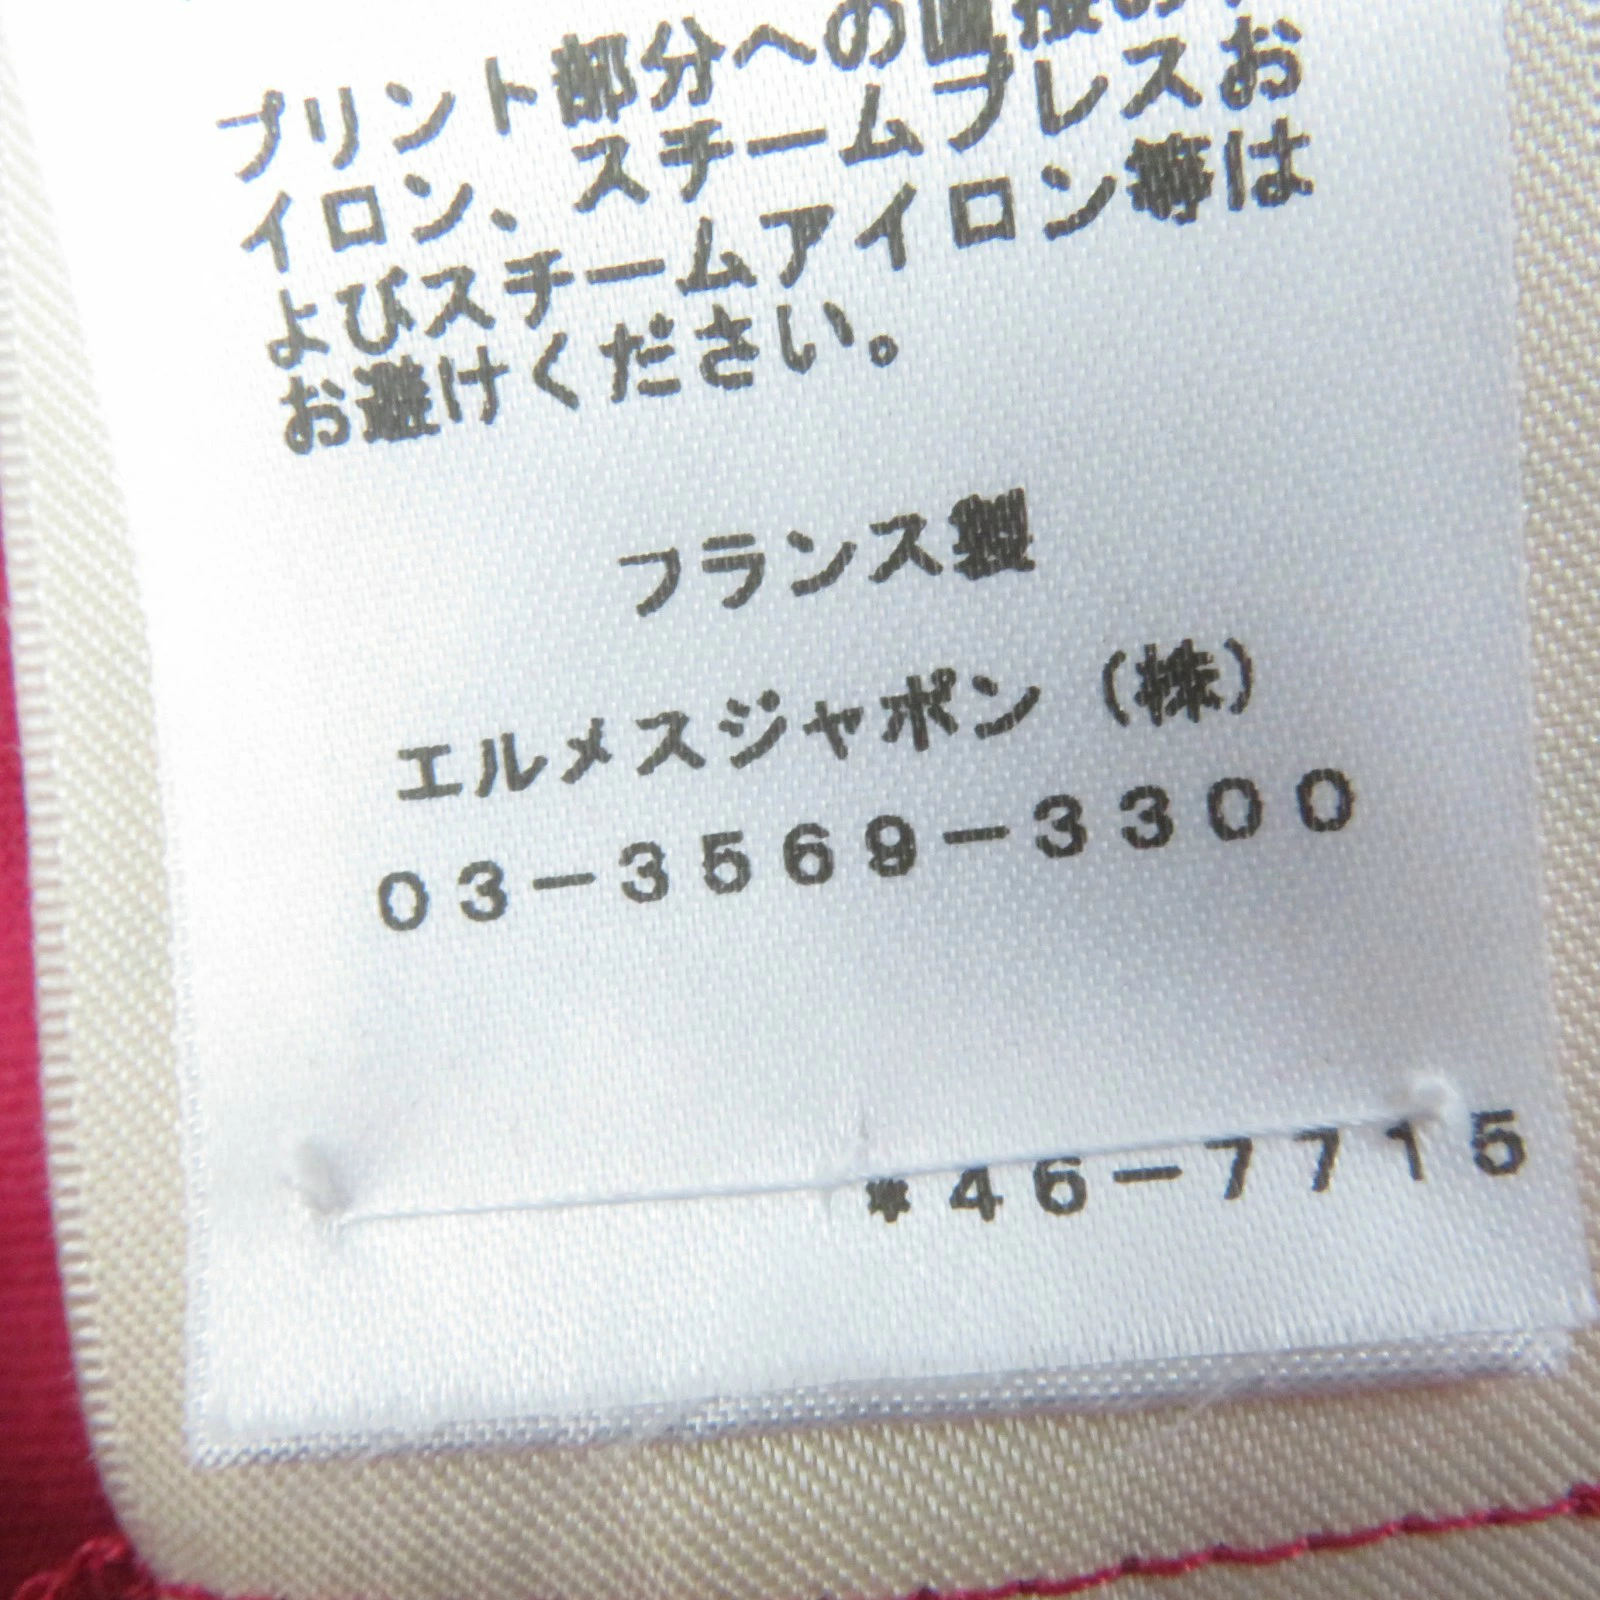 プリント部分への直接の
イロン、スチームプレスお
よびスチームアイロン等は
お避けください。
フランス製
エルメスジャポン（株）
03-3569-3300
*46-7715